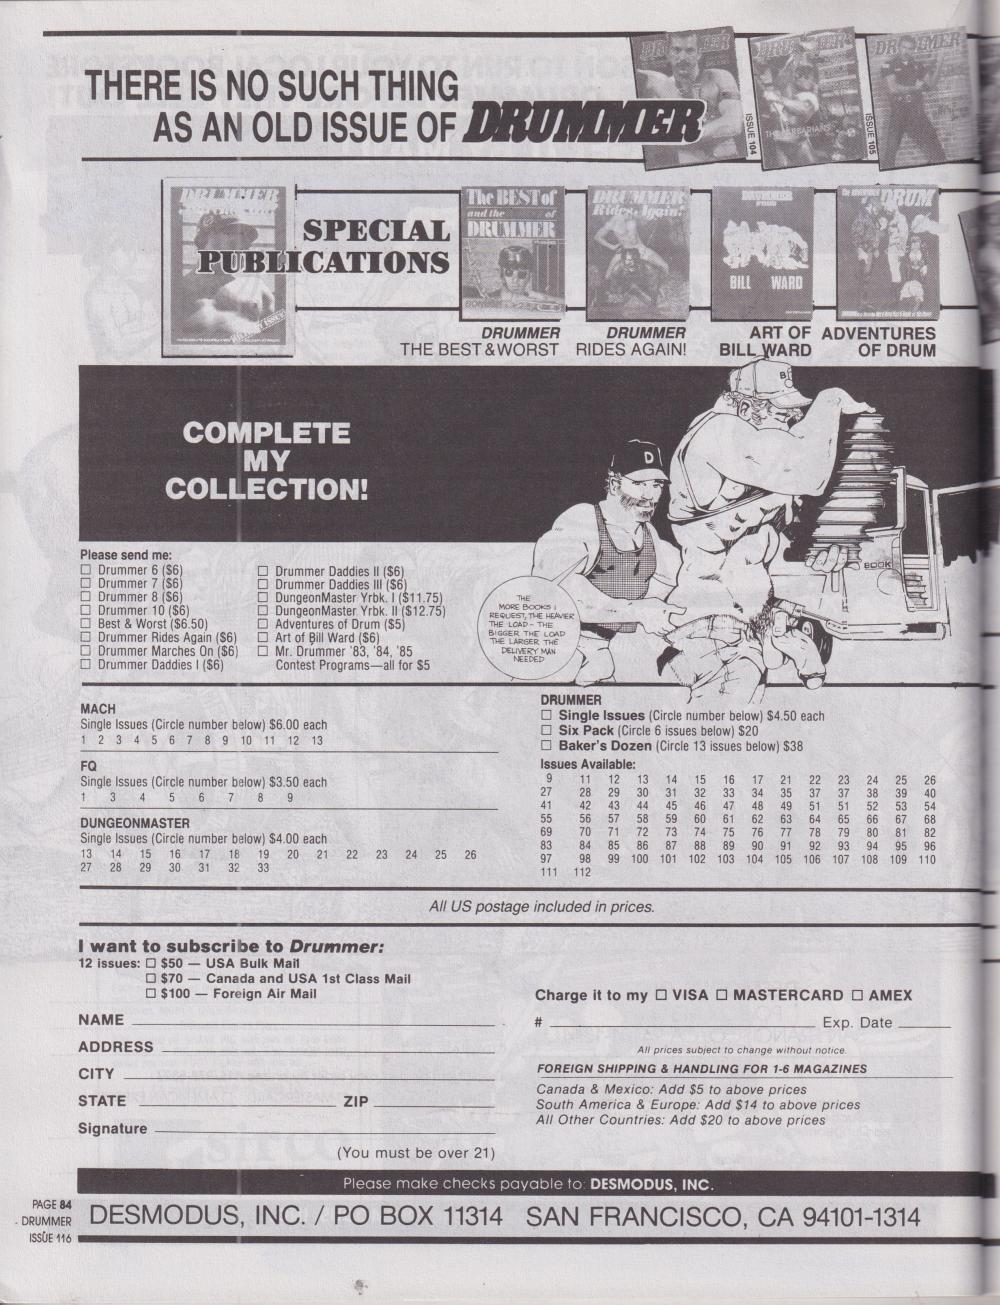 THERE IS NO SUCH THING
AS AN OLD ISSUE OF DRUMMER
ISSUE 104
THE BARBARIANS
ISSUE 105
DRUMMER
SPECIAL
PUBLICATIONS
The BEST of
and the of
DRUMMER
DRUMMER
Rides Again!
BILL WARD
DRUM
DRUMMER
THE BEST & WORST
DRUMMER
RIDES AGAIN!
ART OF
BILL WARD
ADVENTURES
OF DRUM
COMPLETE
MY
COLLECTION!
B
D
BOOK
THE
MORE BOOKS I
REQUEST, THE HEAVIER
THE LOAD - THE
BIGGER THE LOAD
THE LARGER THE
DELIVERY MAN
NEEDED
Please send me:
☐ Drummer 6 ($6)
☐ Drummer 7 ($6)
☐ Drummer 8 ($6)
☐ Drummer 10 ($6)
☐ Best & Worst ($6.50)
☐ Drummer Rides Again ($6)
☐ Drummer Marches On ($6)
☐ Drummer Daddies I ($6)
☐ Drummer Daddies II ($6)
☐ Drummer Daddies III ($6)
☐ DungeonMaster Yrbk. I ($11.75)
☐ DungeonMaster Yrbk. II ($12.75)
☐ Adventures of Drum ($5)
☐ Art of Bill Ward ($6)
☐ Mr. Drummer '83, '84, '85
Contest Programs—all for $5
MACH
Single Issues (Circle number below) $6.00 each
1 2 3 4 5 6 7 8 9 10 11 12 13
FQ
Single Issues (Circle number below) $3.50 each
1 3 4 5 6 7 8 9
DUNGEONMASTER
Single Issues (Circle number below) $4.00 each
13 14 15 16 17 18 19 20 21 22 23 24 25 26
27 28 29 30 31 32 33
DRUMMER
☐ Single Issues (Circle number below) $4.50 each
☐ Six Pack (Circle 6 issues below) $20
☐ Baker's Dozen (Circle 13 issues below) $38
Issues Available:
9 11 12 13 14 15 16 17 21 22 23 24 25 26
27 28 29 30 31 32 33 34 35 37 37 38 39 40
41 42 43 44 45 46 47 48 49 51 51 52 53 54
55 56 57 58 59 60 61 62 63 64 65 66 67 68
69 70 71 72 73 74 75 76 77 78 79 80 81 82
83 84 85 86 87 88 89 90 91 92 93 94 95 96
97 98 99 100 101 102 103 104 105 106 107 108 109 110
111 112
All US postage included in prices.
I want to subscribe to Drummer:
12 issues: ☐ $50 — USA Bulk Mail
☐ $70 — Canada and USA 1st Class Mail
☐ $100 — Foreign Air Mail
NAME
ADDRESS
CITY
STATE ZIP
Signature
(You must be over 21)
Charge it to my ☐ VISA ☐ MASTERCARD ☐ AMEX
# Exp. Date
All prices subject to change without notice.
FOREIGN SHIPPING & HANDLING FOR 1-6 MAGAZINES
Canada & Mexico: Add $5 to above prices
South America & Europe: Add $14 to above prices
All Other Countries: Add $20 to above prices
Please make checks payable to: DESMODUS, INC.
DESMODUS, INC. / PO BOX 11314 SAN FRANCISCO, CA 94101-1314
PAGE 84
DRUMMER
ISSUE 116